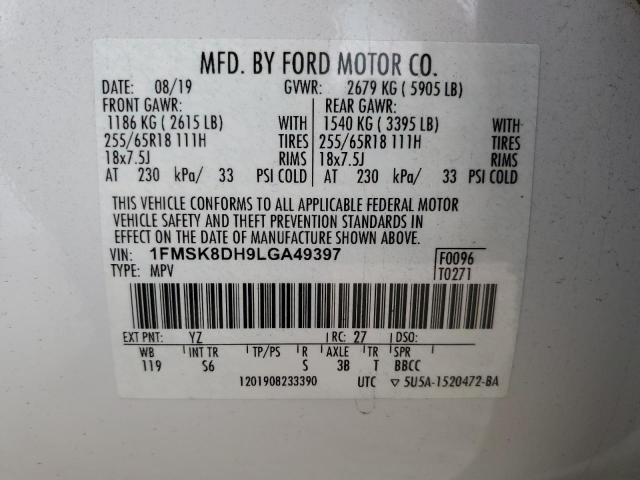 MFD. BY FORD MOTOR CO.
DATE: 08/19 GVWR: 2679 KG ( 5905 LB)
FRONT GAWR: REAR GAWR:
1186 KG ( 2615 LB) WITH 1540 KG ( 3395 LB) WITH
255/65R18 111H TIRES 255/65R18 111H TIRES
18x7.5J RIMS 18x7.5J RIMS
AT 230 kPa/ 33 PSI COLD AT 230 kPa/ 33 PSI COLD
THIS VEHICLE CONFORMS TO ALL APPLICABLE FEDERAL MOTOR
VEHICLE SAFETY AND THEFT PREVENTION STANDARDS IN
EFFECT ON THE DATE OF MANUFACTURE SHOWN ABOVE.
VIN: 1FMSK8DH9LGA49397 F0096
TYPE: MPV T0271
EXT PNT: YZ RC: 27 DSO:
WB INT TR TP/PS R AXLE TR SPR
119 S6 S 3B T BBCC
1201908233390 UTC ▽ 5U5A-1520472-BA